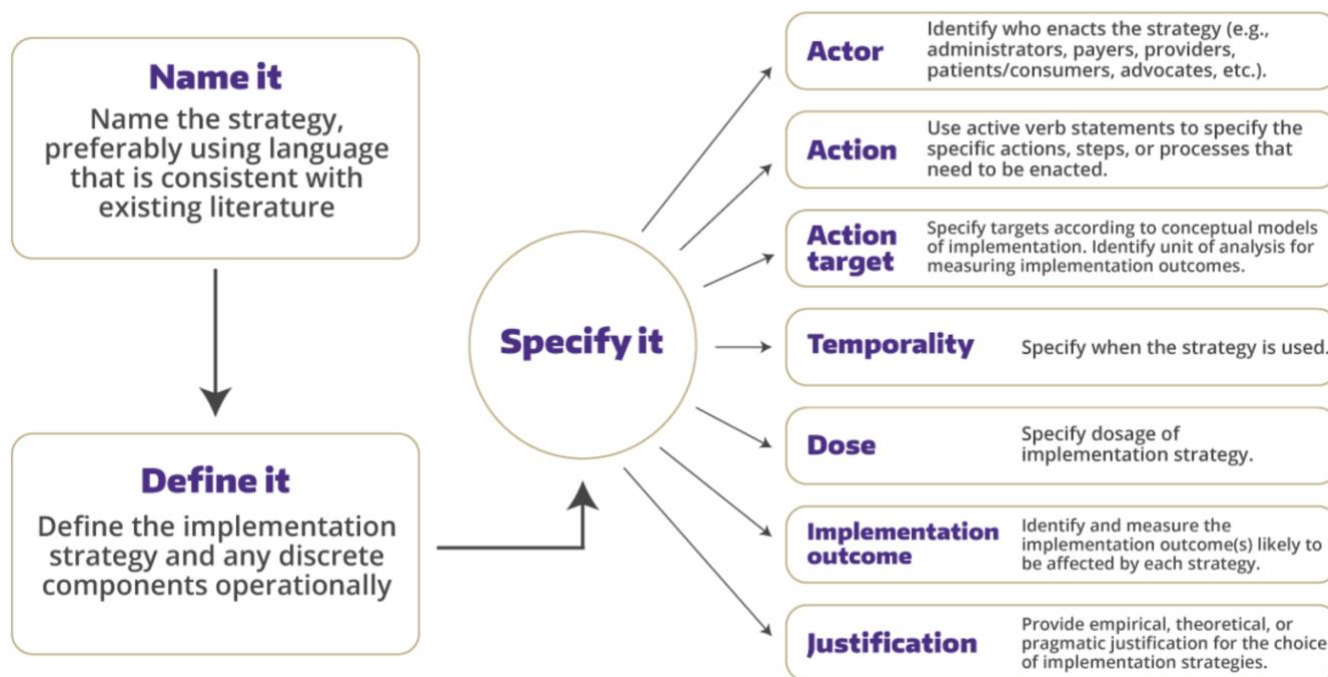 Name it
Name the strategy,
preferably using language
that is consistent with
existing literature
Define it
Define the implementation
strategy and any discrete
components operationally
Specify it
Actor
Identify who enacts the strategy (e.g.,
administrators, payers, providers,
patients/consumers, advocates, etc.).
Action
Use active verb statements to specify the
specific actions, steps, or processes that
need to be enacted.
Action
target
Specify targets according to conceptual models
of implementation. Identify unit of analysis for
measuring implementation outcomes.
Temporality
Specify when the strategy is used.
Dose
Specify dosage of
implementation strategy.
Implementation
outcome
Identify and measure the
implementation outcome(s) likely to
be affected by each strategy.
Justification
Provide empirical, theoretical, or
pragmatic justification for the choice
of implementation strategies.